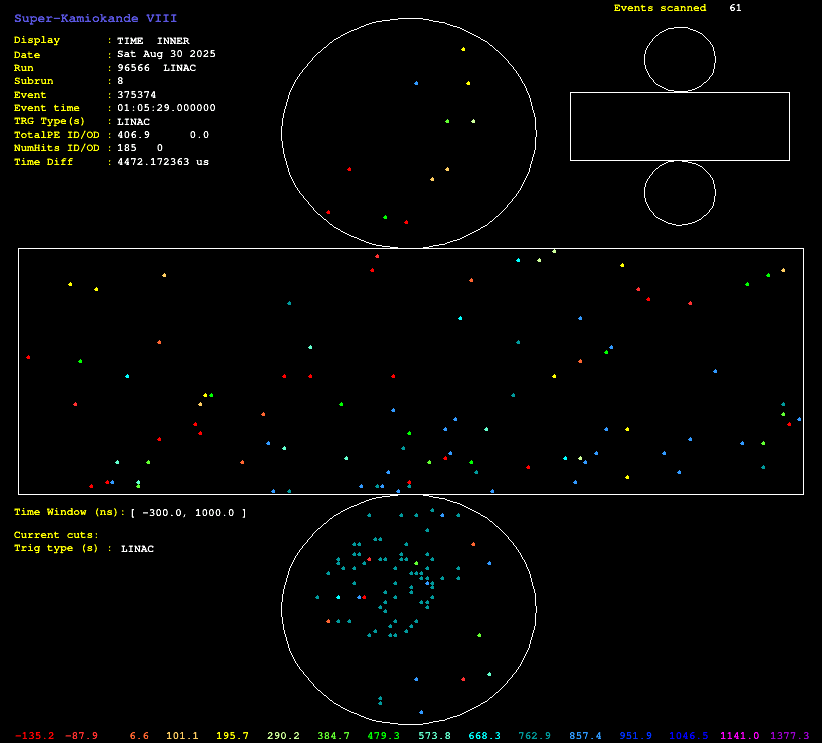 Super-Kamiokande VIII
Events scanned 61
Display : TIME INNER
Date : Sat Aug 30 2025
Run : 96566 LINAC
Subrun : 8
Event : 375374
Event time : 01:05:29.000000
TRG Type(s) : LINAC
TotalPE ID/OD : 406.9 0.0
NumHits ID/OD : 185 0
Time Diff : 4472.172363 us
Time Window (ns): [ -300.0, 1000.0 ]
Current cuts:
Trig type (s) : LINAC
-135.2 -87.9 6.6 101.1 195.7 290.2 384.7 479.3 573.8 668.3 762.9 857.4 951.9 1046.5 1141.0 1377.3